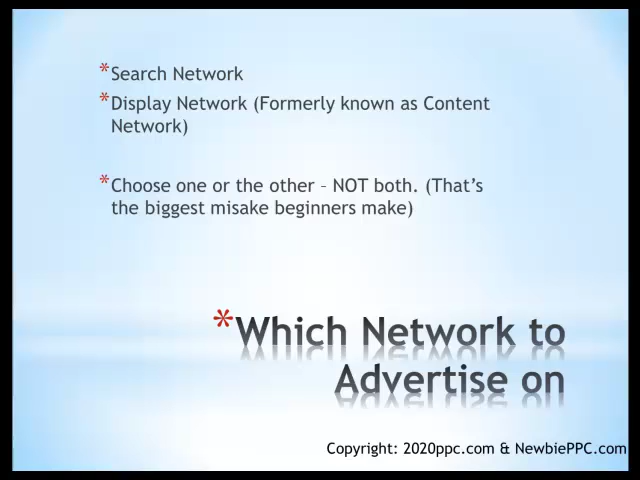 *Search Network
*Display Network (Formerly known as Content
Network)
*Choose one or the other – NOT both. (That's
the biggest misake beginners make)
*Which Network to
Advertise on
Copyright: 2020ppc.com & NewbiePPC.com